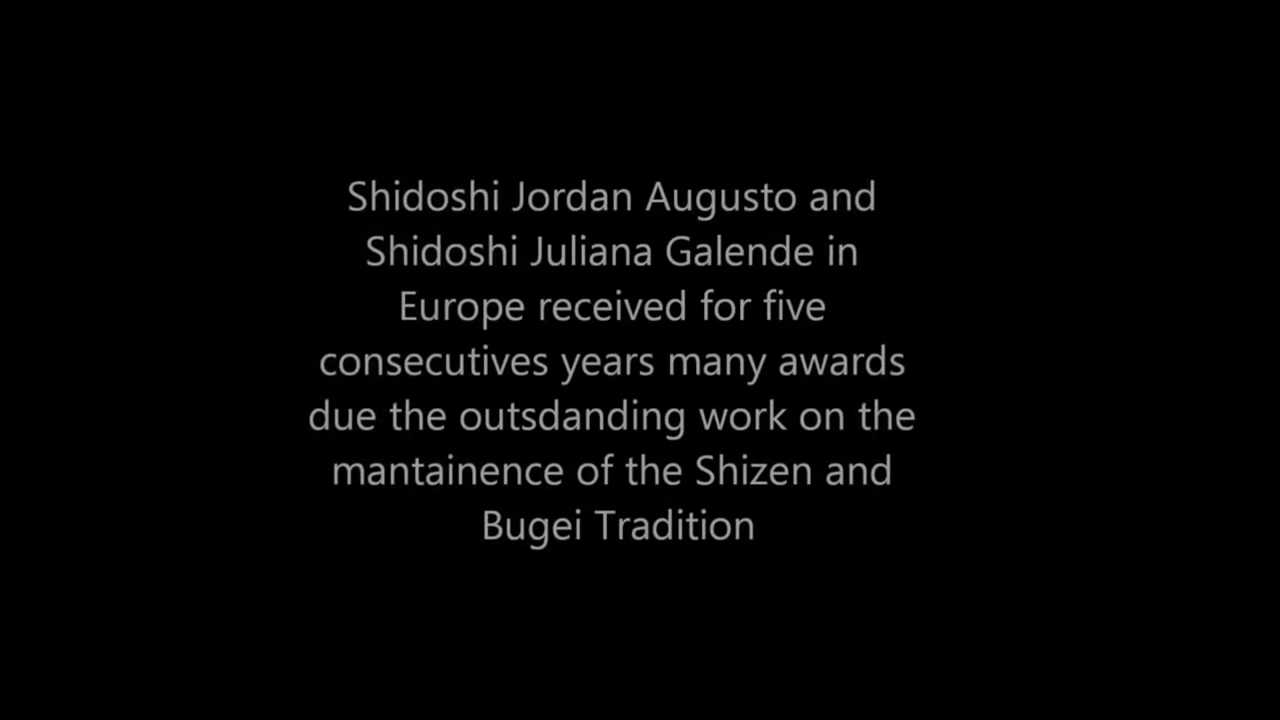 Shidoshi Jordan Augusto and
Shidoshi Juliana Galende in
Europe received for five
consecutives years many awards
due the outsdanding work on the
mantainence of the Shizen and
Bugei Tradition